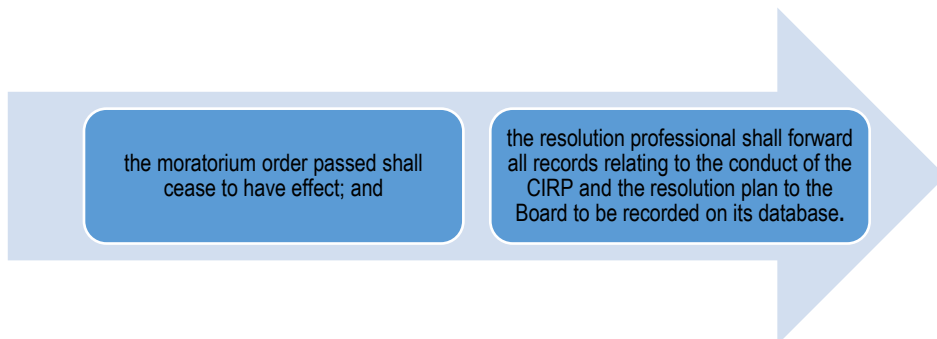 the moratorium order passed shall
cease to have effect; and
the resolution professional shall forward
all records relating to the conduct of the
CIRP and the resolution plan to the
Board to be recorded on its database.